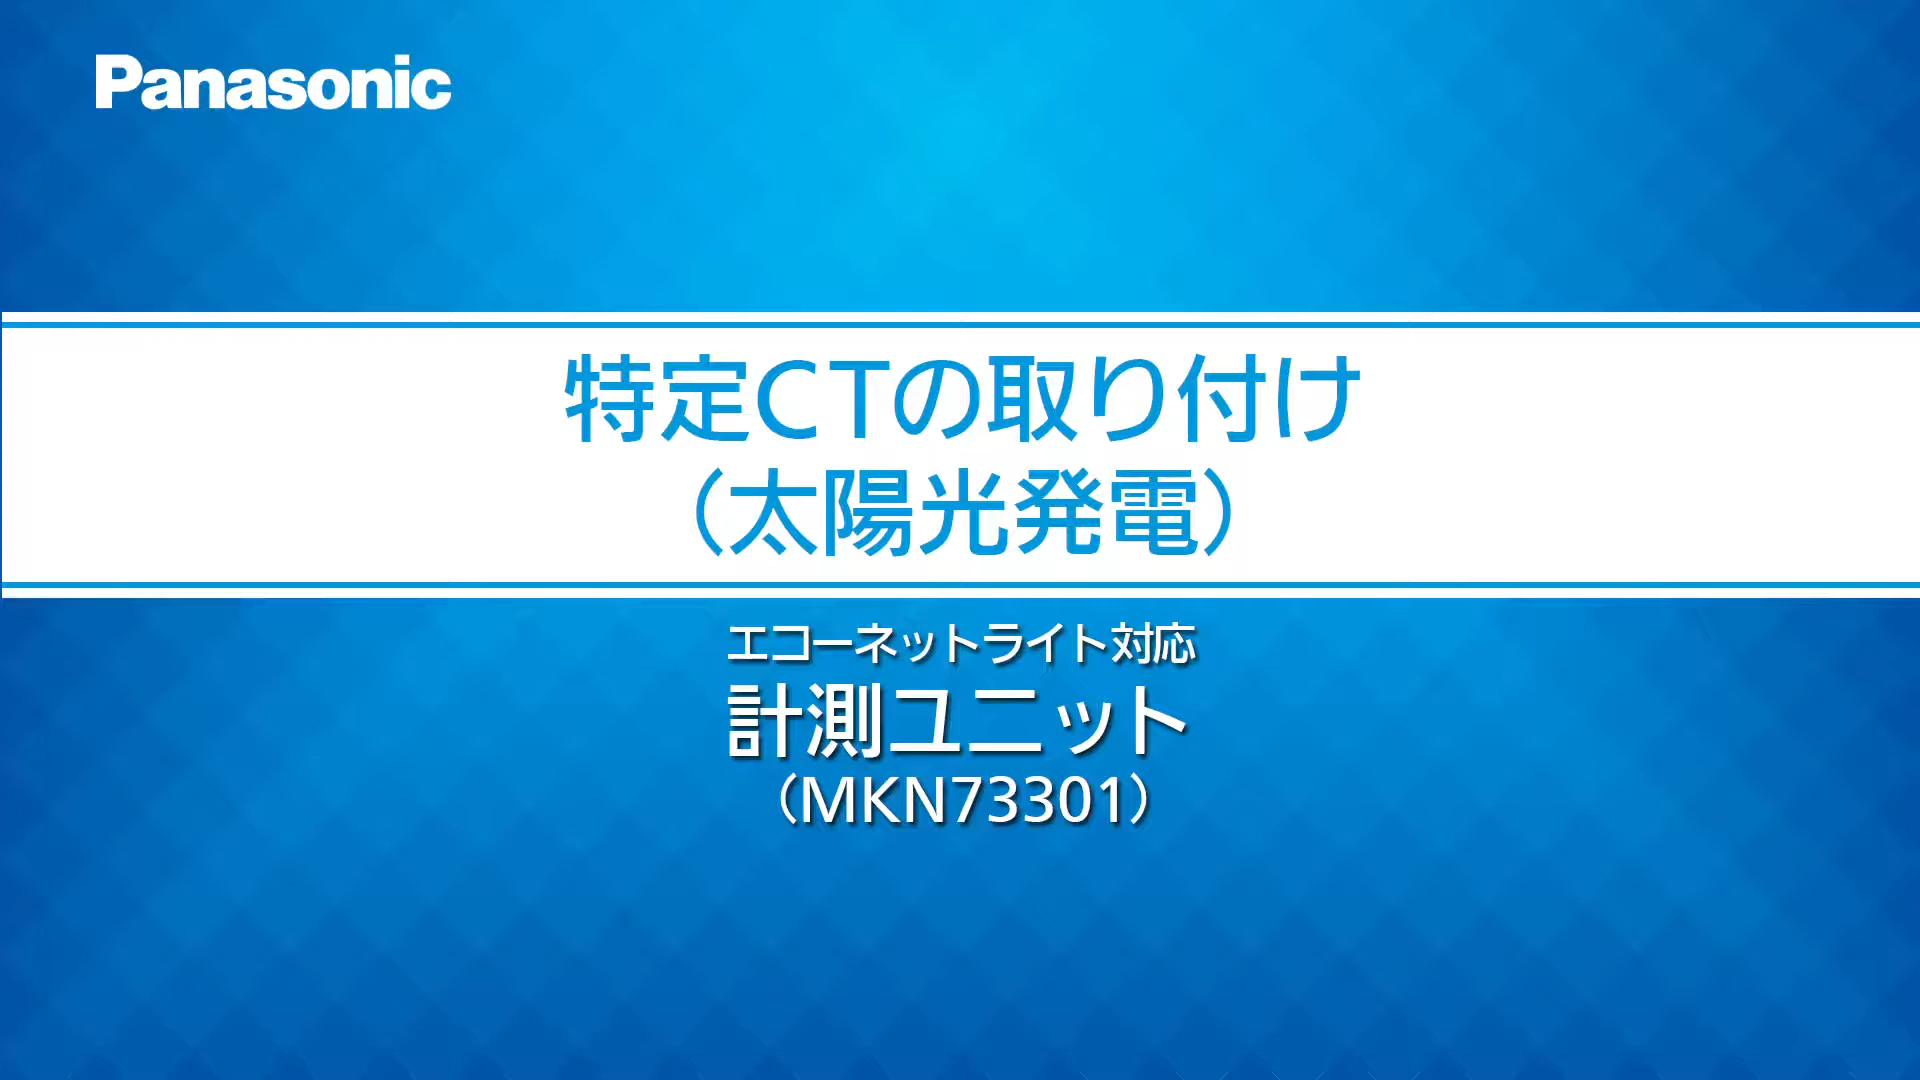 Panasonic
特定CTの取り付け
（太陽光発電）
エコーネットライト対応
計測ユニット
（MKN73301）